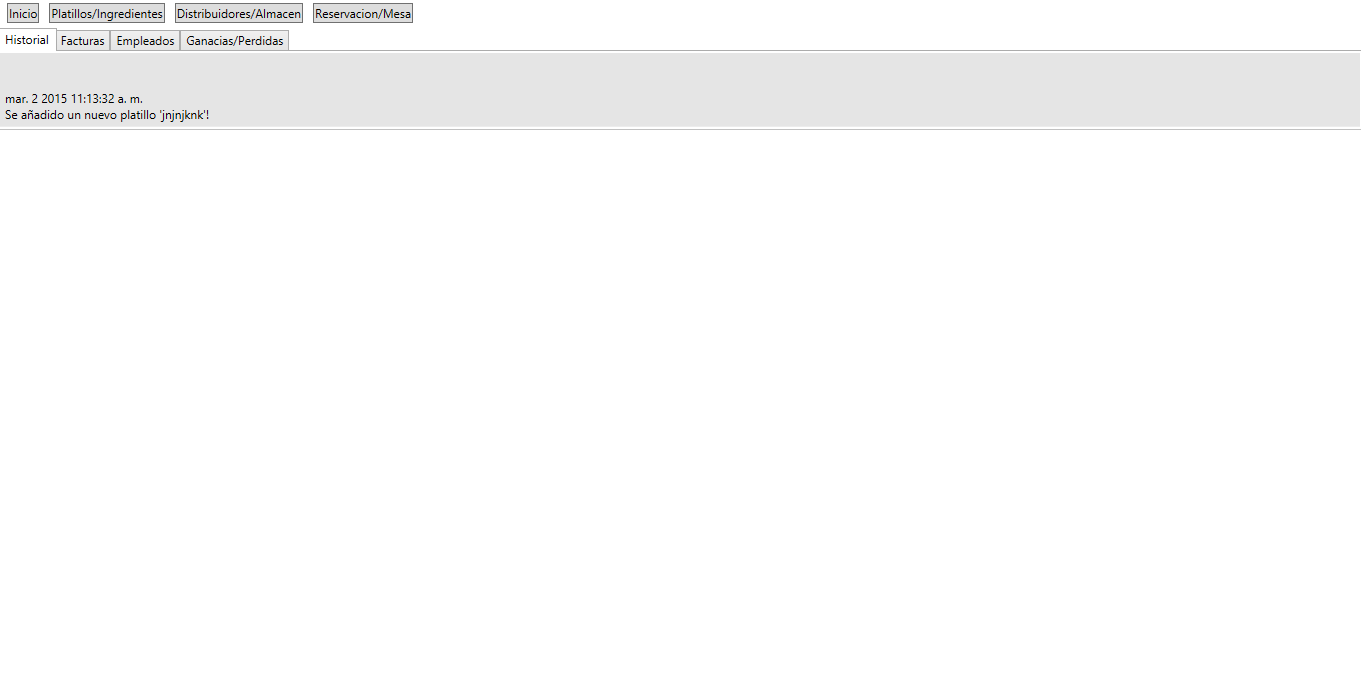 Inicio Platillos/Ingredientes Distribuidores/Almacen Reservacion/Mesa
Historial Facturas Empleados Ganacias/Perdidas
mar. 2 2015 11:13:32 a. m.
Se añadido un nuevo platillo 'jnjnjknk'!